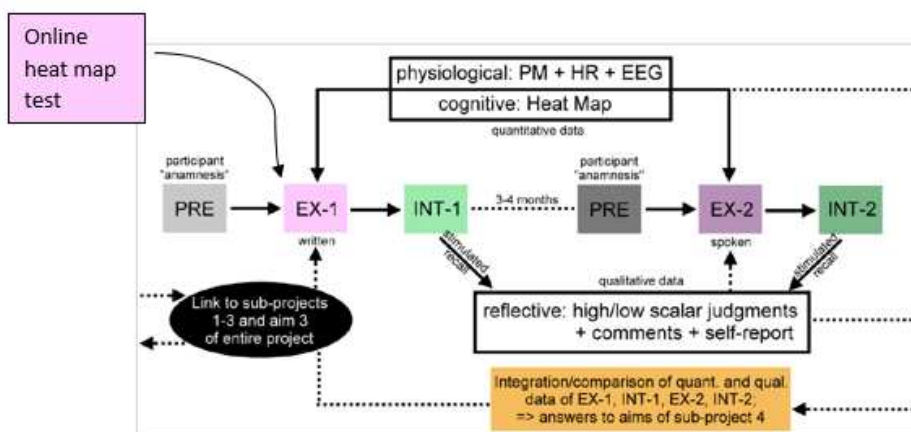 Online
heat map
test
physiological: PM + HR + EEG
cognitive: Heat Map
quantitative data
participant
"anamnesis"
PRE
EX-1
written
INT-1
3-4 months
participant
"anamnesis"
PRE
EX-2
spoken
INT-2
stimulated
recall
stimulated
recall
qualitative data
reflective: high/low scalar judgments
+ comments + self-report
Link to sub-projects
1-3 and aim 3
of entire project
Integration/comparison of quant. and qual.
data of EX-1, INT-1, EX-2, INT-2;
=> answers to aims of sub-project 4